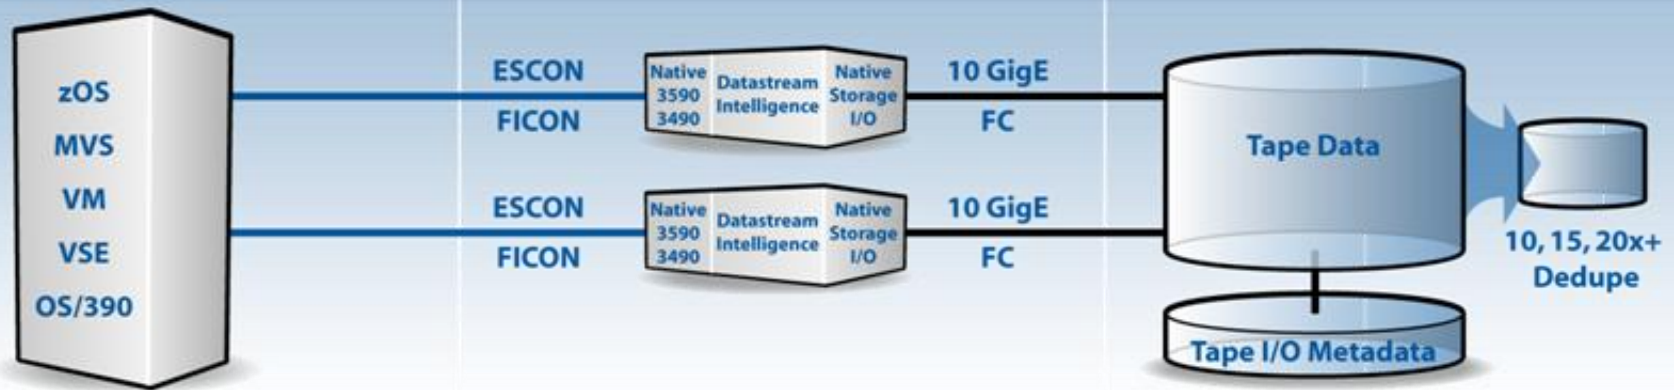 zOS
MVS
VM
VSE
OS/390
ESCON
FICON
Native
3590
3490
Datastream
Intelligence
Native
Storage
I/O
10 GigE
FC
ESCON
FICON
Native
3590
3490
Datastream
Intelligence
Native
Storage
I/O
10 GigE
FC
Tape Data
Tape I/O Metadata
10, 15, 20x+
Dedupe